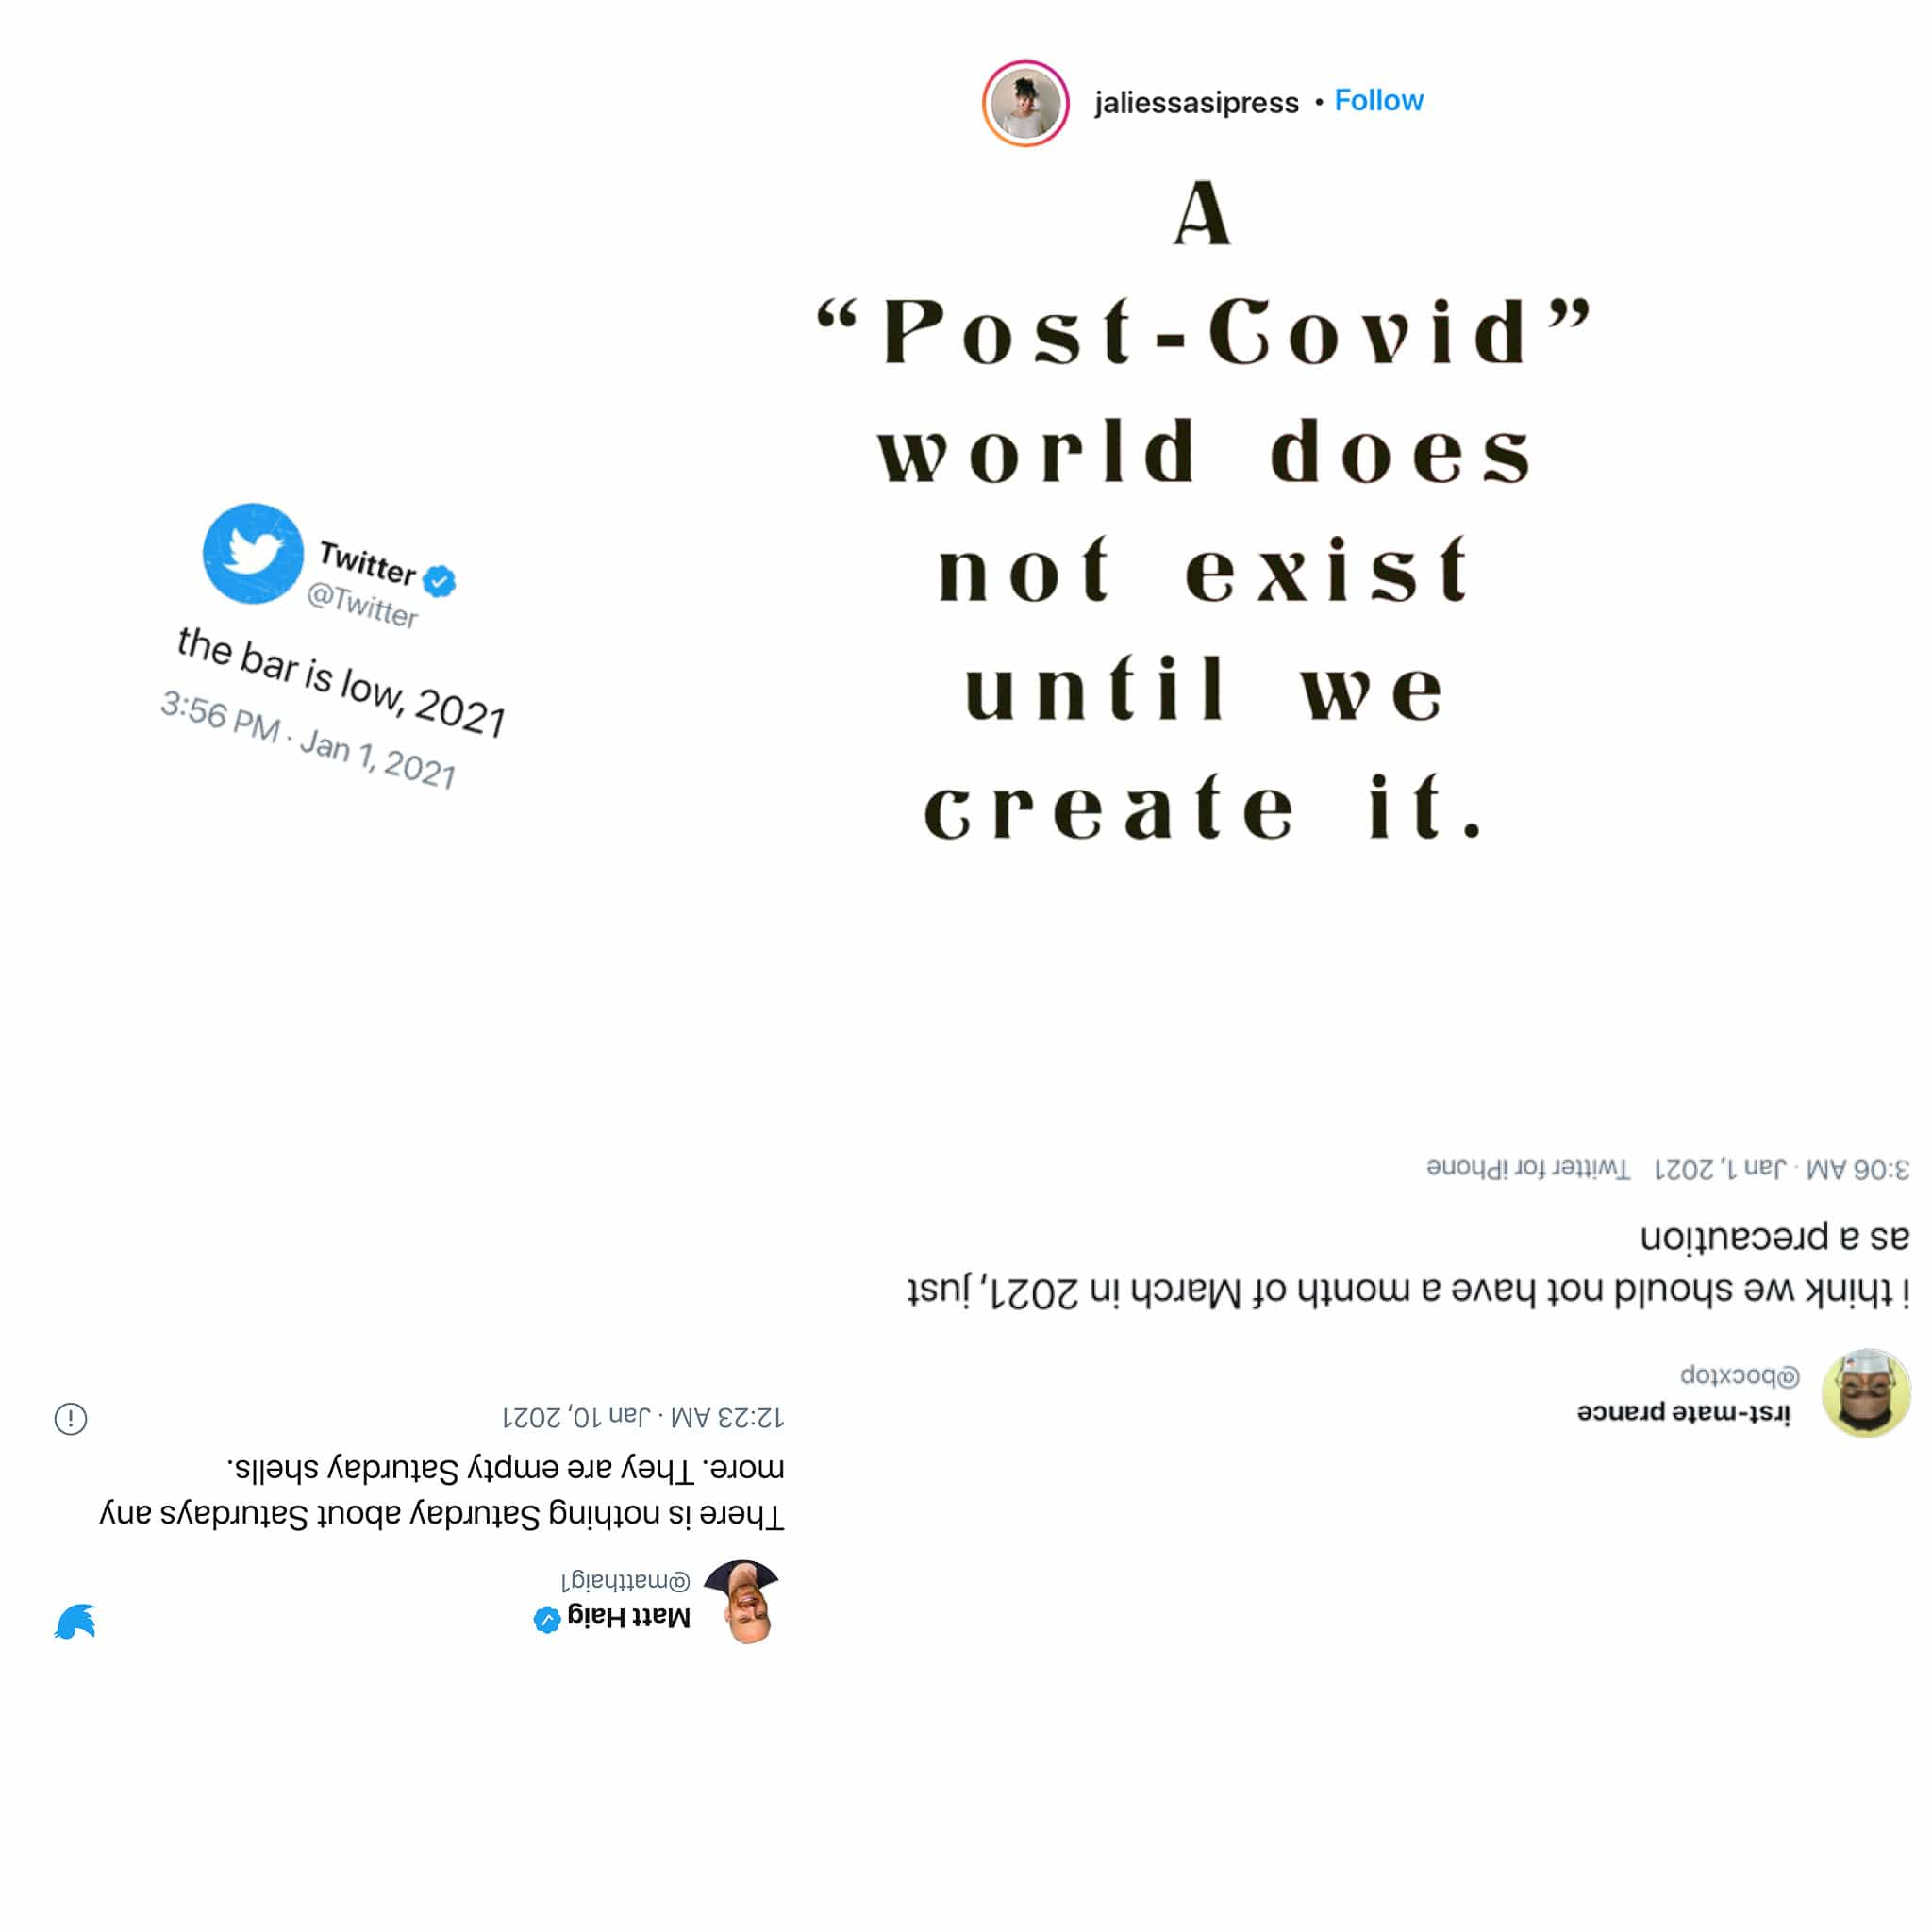 jaliessasipress • Follow
A
“Post-Covid”
world does
not exist
until we
create it.
Twitter
@Twitter
the bar is low, 2021
3:56 PM · Jan 1, 2021
irst-mate prance
@bocxtop
i think we should not have a month of March in 2021, just
as a precaution
3:06 AM · Jan 1, 2021 Twitter for iPhone
Matt Haig
@matthaig1
There is nothing Saturday about Saturdays any
more. They are empty Saturday shells.
12:23 AM · Jan 10, 2021